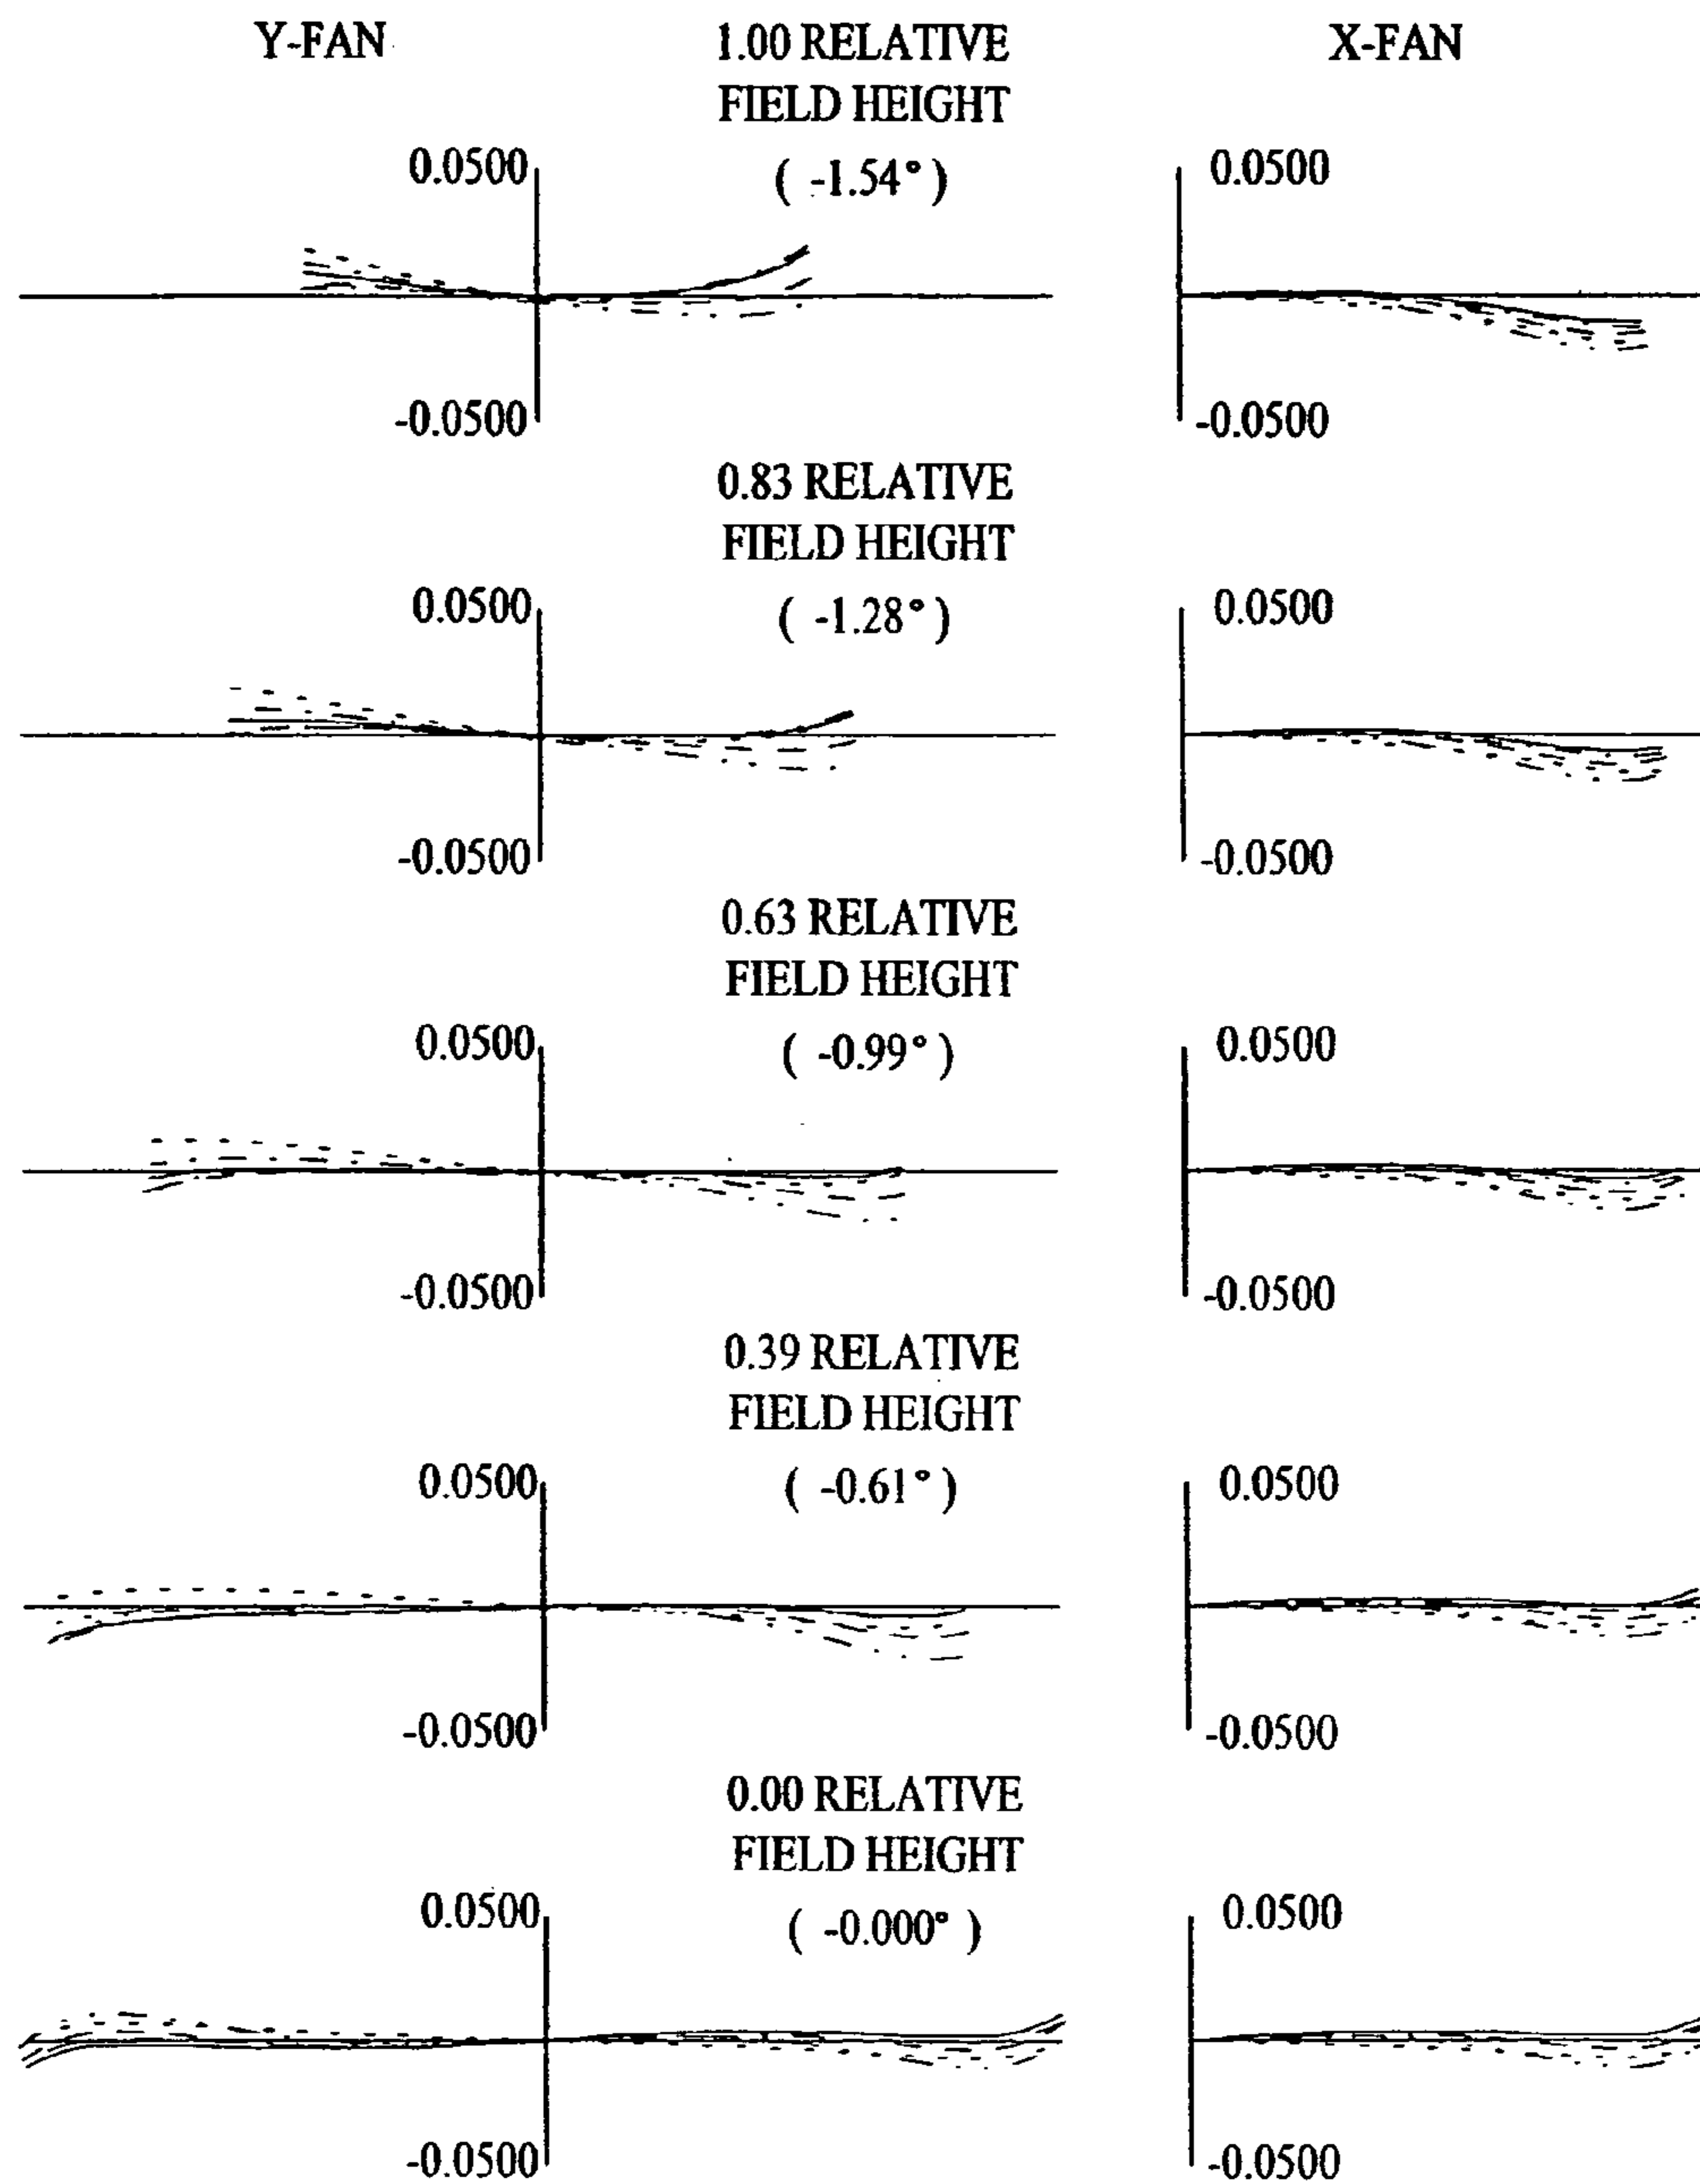 Y-FAN
1.00 RELATIVE
FIELD HEIGHT
( -1.54° )
X-FAN
0.0500
0.0500
-0.0500
-0.0500
0.83 RELATIVE
FIELD HEIGHT
( -1.28° )
0.0500
0.0500
-0.0500
-0.0500
0.63 RELATIVE
FIELD HEIGHT
( -0.99° )
0.0500
0.0500
-0.0500
-0.0500
0.39 RELATIVE
FIELD HEIGHT
( -0.61° )
0.0500
0.0500
-0.0500
-0.0500
0.00 RELATIVE
FIELD HEIGHT
( -0.000° )
0.0500
0.0500
-0.0500
-0.0500